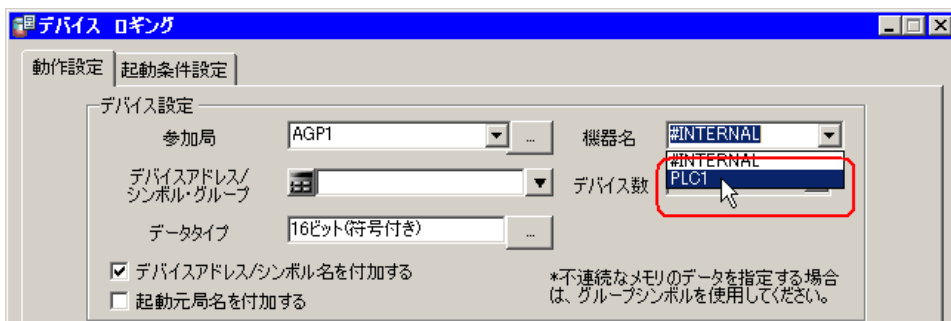 デバイス ロギング
動作設定 起動条件設定
デバイス設定
参加局 AGP1 ... 機器名 #INTERNAL
#INTERNAL
デバイスアドレス/
シンボル・グループ デバイス数 PLC1
データタイプ 16ビット(符号付き) ...
デバイスアドレス/シンボル名を付加する
起動元局名を付加する
*不連続なメモリのデータを指定する場合
は、グループシンボルを使用してください。